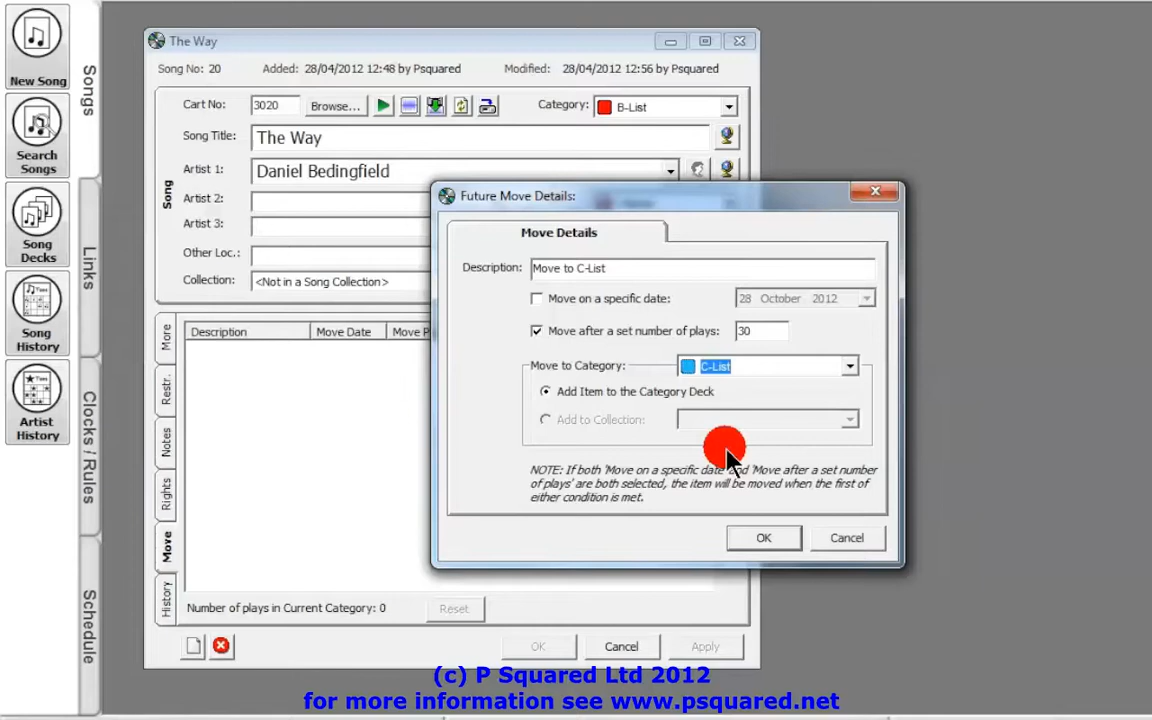 New Song
Search
Songs
Song
Decks
Song
History
Artist
History
Songs
Links
Clocks / Rules
Schedule
The Way
Song No: 20 Added: 28/04/2012 12:48 by Psquared Modified: 28/04/2012 12:56 by Psquared
Song
Cart No: 3020 Browse... Category: B-List
Song Title: The Way
Artist 1: Daniel Bedingfield
Artist 2:
Artist 3:
Other Loc.:
Collection: <Not in a Song Collection>
More
Restr.
Notes
Rights
Move
History
Description Move Date Move P
Number of plays in Current Category: 0 Reset
OK Cancel Apply
Future Move Details:
Move Details
Description: Move to C-List
Move on a specific date: 28 October 2012
Move after a set number of plays: 30
Move to Category: C-List
Add Item to the Category Deck
Add to Collection:
NOTE: If both 'Move on a specific date' and 'Move after a set number
of plays' are both selected, the item will be moved when the first of
either condition is met.
OK Cancel
(c) P Squared Ltd 2012
for more information see www.psquared.net